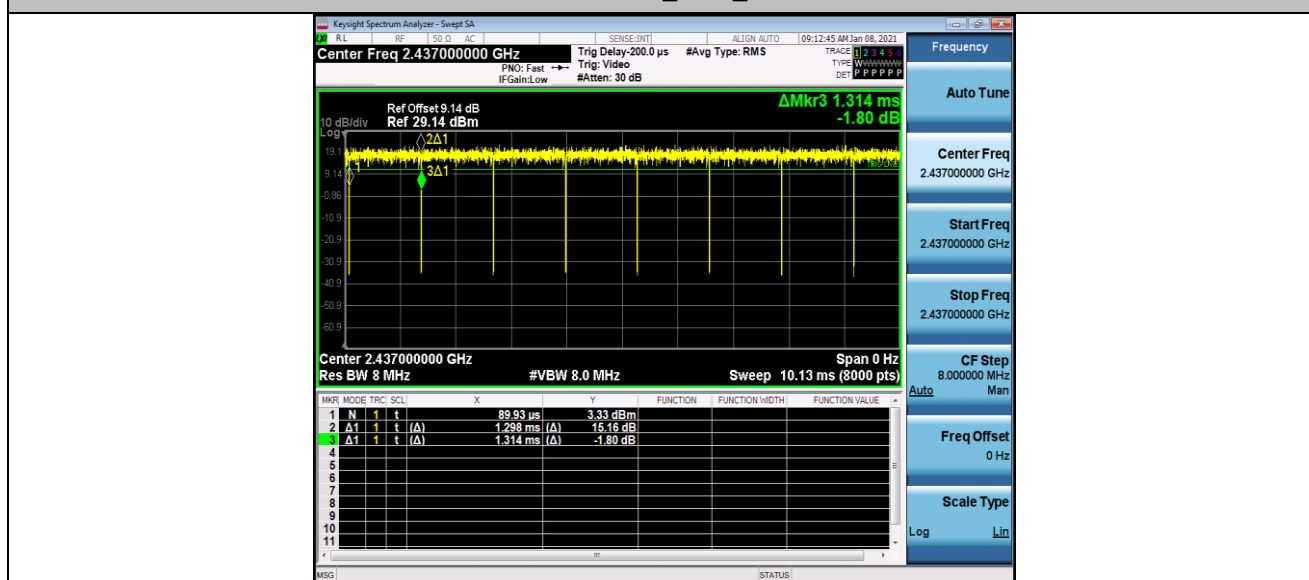 Keysight Spectrum Analyzer - Swept SA
RL RF 50 Ω AC SENSE:INT ALIGN AUTO 09:12:45 AM Jan 08, 2021
Center Freq 2.437000000 GHz
PNO: Fast
IFGain:Low
Trig Delay-200.0 µs
Trig: Video
#Atten: 30 dB
#Avg Type: RMS
TRACE 1 2 3 4 5 6
TYPE WWWWWW
DET P P P P P P
Frequency
ΔMkr3 1.314 ms
-1.80 dB
Ref Offset 9.14 dB
10 dB/div Ref 29.14 dBm
Log
2Δ1
1
3Δ1
19.1
9.14
-0.86
-10.9
-20.9
-30.9
-40.9
-50.9
-60.9
Center 2.437000000 GHz Span 0 Hz
Res BW 8 MHz #VBW 8.0 MHz Sweep 10.13 ms (8000 pts)
MKR MODE TRC SCL X Y FUNCTION FUNCTION WIDTH FUNCTION VALUE
1 N 1 t 89.93 µs 3.33 dBm
2 Δ1 1 t (Δ) 1.298 ms (Δ) 15.16 dB
3 Δ1 1 t (Δ) 1.314 ms (Δ) -1.80 dB
4
5
6
7
8
9
10
11
MSG STATUS
Auto Tune
Center Freq
2.437000000 GHz
Start Freq
2.437000000 GHz
Stop Freq
2.437000000 GHz
CF Step
8.000000 MHz
Auto Man
Freq Offset
0 Hz
Scale Type
Log Lin